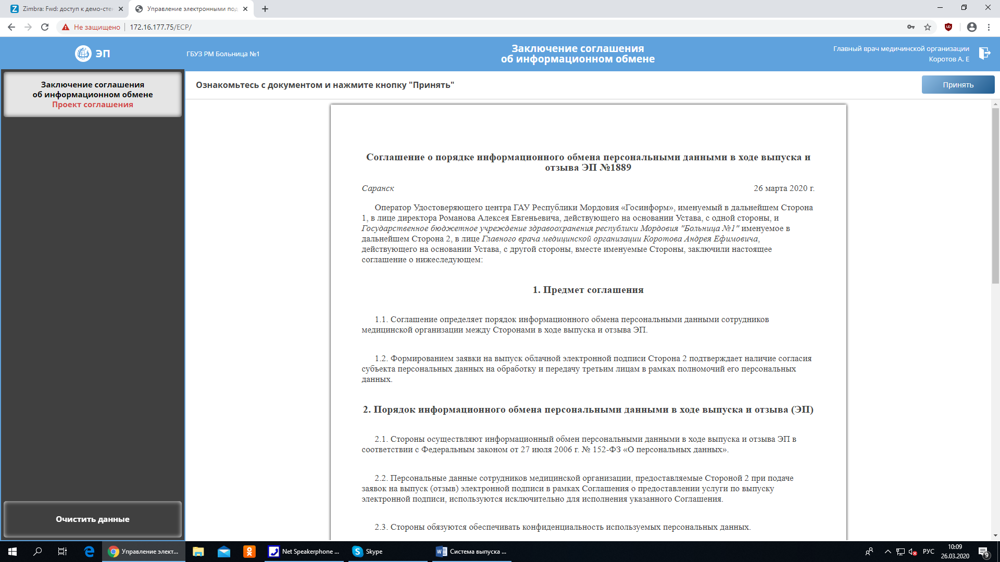 Zimbra: Fwd: доступ к демо-сте
Управление электронными под
Не защищено
172.16.177.75/ECP/
ЭП
ГБУЗ РМ Больница №1
Заключение соглашения
об информационном обмене
Главный врач медичинской организации
Коротов А. Е
Заключение соглашения
об информационном обмене
Проект соглашения
Ознакомьтесь с документом и нажмите кнопку "Принять"
Принять
Соглашение о порядке информационного обмена персональными данными в ходе выпуска и
отзыва ЭП №1889
Саранск
26 марта 2020 г.
Оператор Удостоверяющего центра ГАУ Республики Мордовия «Госинформ», именуемый в дальнейшем Сторона
1, в лице директора Романова Алексея Евгеньевича, действующего на основании Устава, с одной стороны, и
Государственное бюджетное учреждение здравоохранения республики Мордовия "Больница №1" именуемое в
дальнейшем Сторона 2, в лице Главного врача медицинской организации Коротова Андрея Ефимовича,
действующего на основании Устава, с другой стороны, вместе именуемые Стороны, заключили настоящее
соглашение о нижеследующем:
1. Предмет соглашения
1.1. Соглашение определяет порядок информационного обмена персональными данными сотрудников
медицинской организации между Сторонами в ходе выпуска и отзыва ЭП.
1.2. Формированием заявки на выпуск облачной электронной подписи Сторона 2 подтверждает наличие согласия
субъекта персональных данных на обработку и передачу третьим лицам в рамках полномочий его персональных
данных.
2. Порядок информационного обмена персональными данными в ходе выпуска и отзыва (ЭП)
2.1. Стороны осуществляют информационный обмен персональными данными в ходе выпуска и отзыва ЭП в
соответствии с Федеральным законом от 27 июля 2006 г. № 152-ФЗ «О персональных данных».
2.2. Персональные данные сотрудников медицинской организации, предоставляемые Стороной 2 при подаче
заявок на выпуск (отзыв) электронной подписи в рамках Соглашения о предоставлении услуги по выпуску
электронной подписи, используются исключительно для исполнения указанного Соглашения.
2.3. Стороны обязуются обеспечивать конфиденциальность используемых персональных данных.
Очистить данные
Управление элект...
Net Speakerphone ...
Skype
Система выпуска ...
РУС
10:09
26.03.2020
9